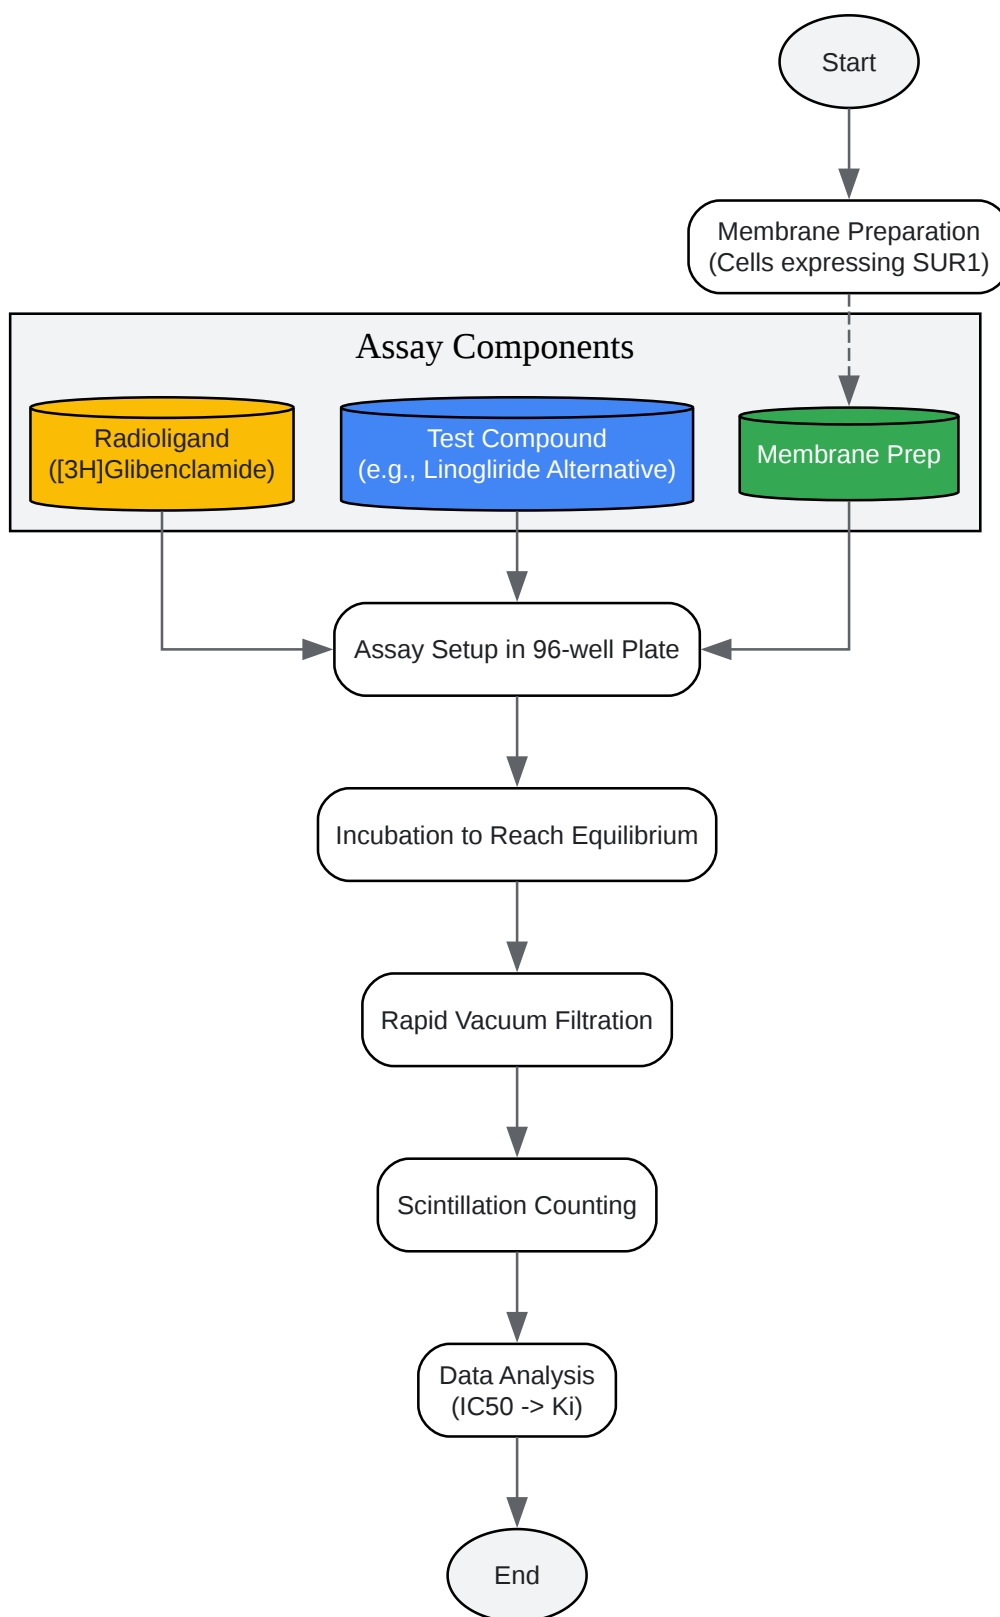 Start
Membrane Preparation
(Cells expressing SUR1)
Assay Components
Radioligand
([3H]Glibenclamide)
Test Compound
(e.g., Linogliride Alternative)
Membrane Prep
Assay Setup in 96-well Plate
Incubation to Reach Equilibrium
Rapid Vacuum Filtration
Scintillation Counting
Data Analysis
(IC50 -> Ki)
End